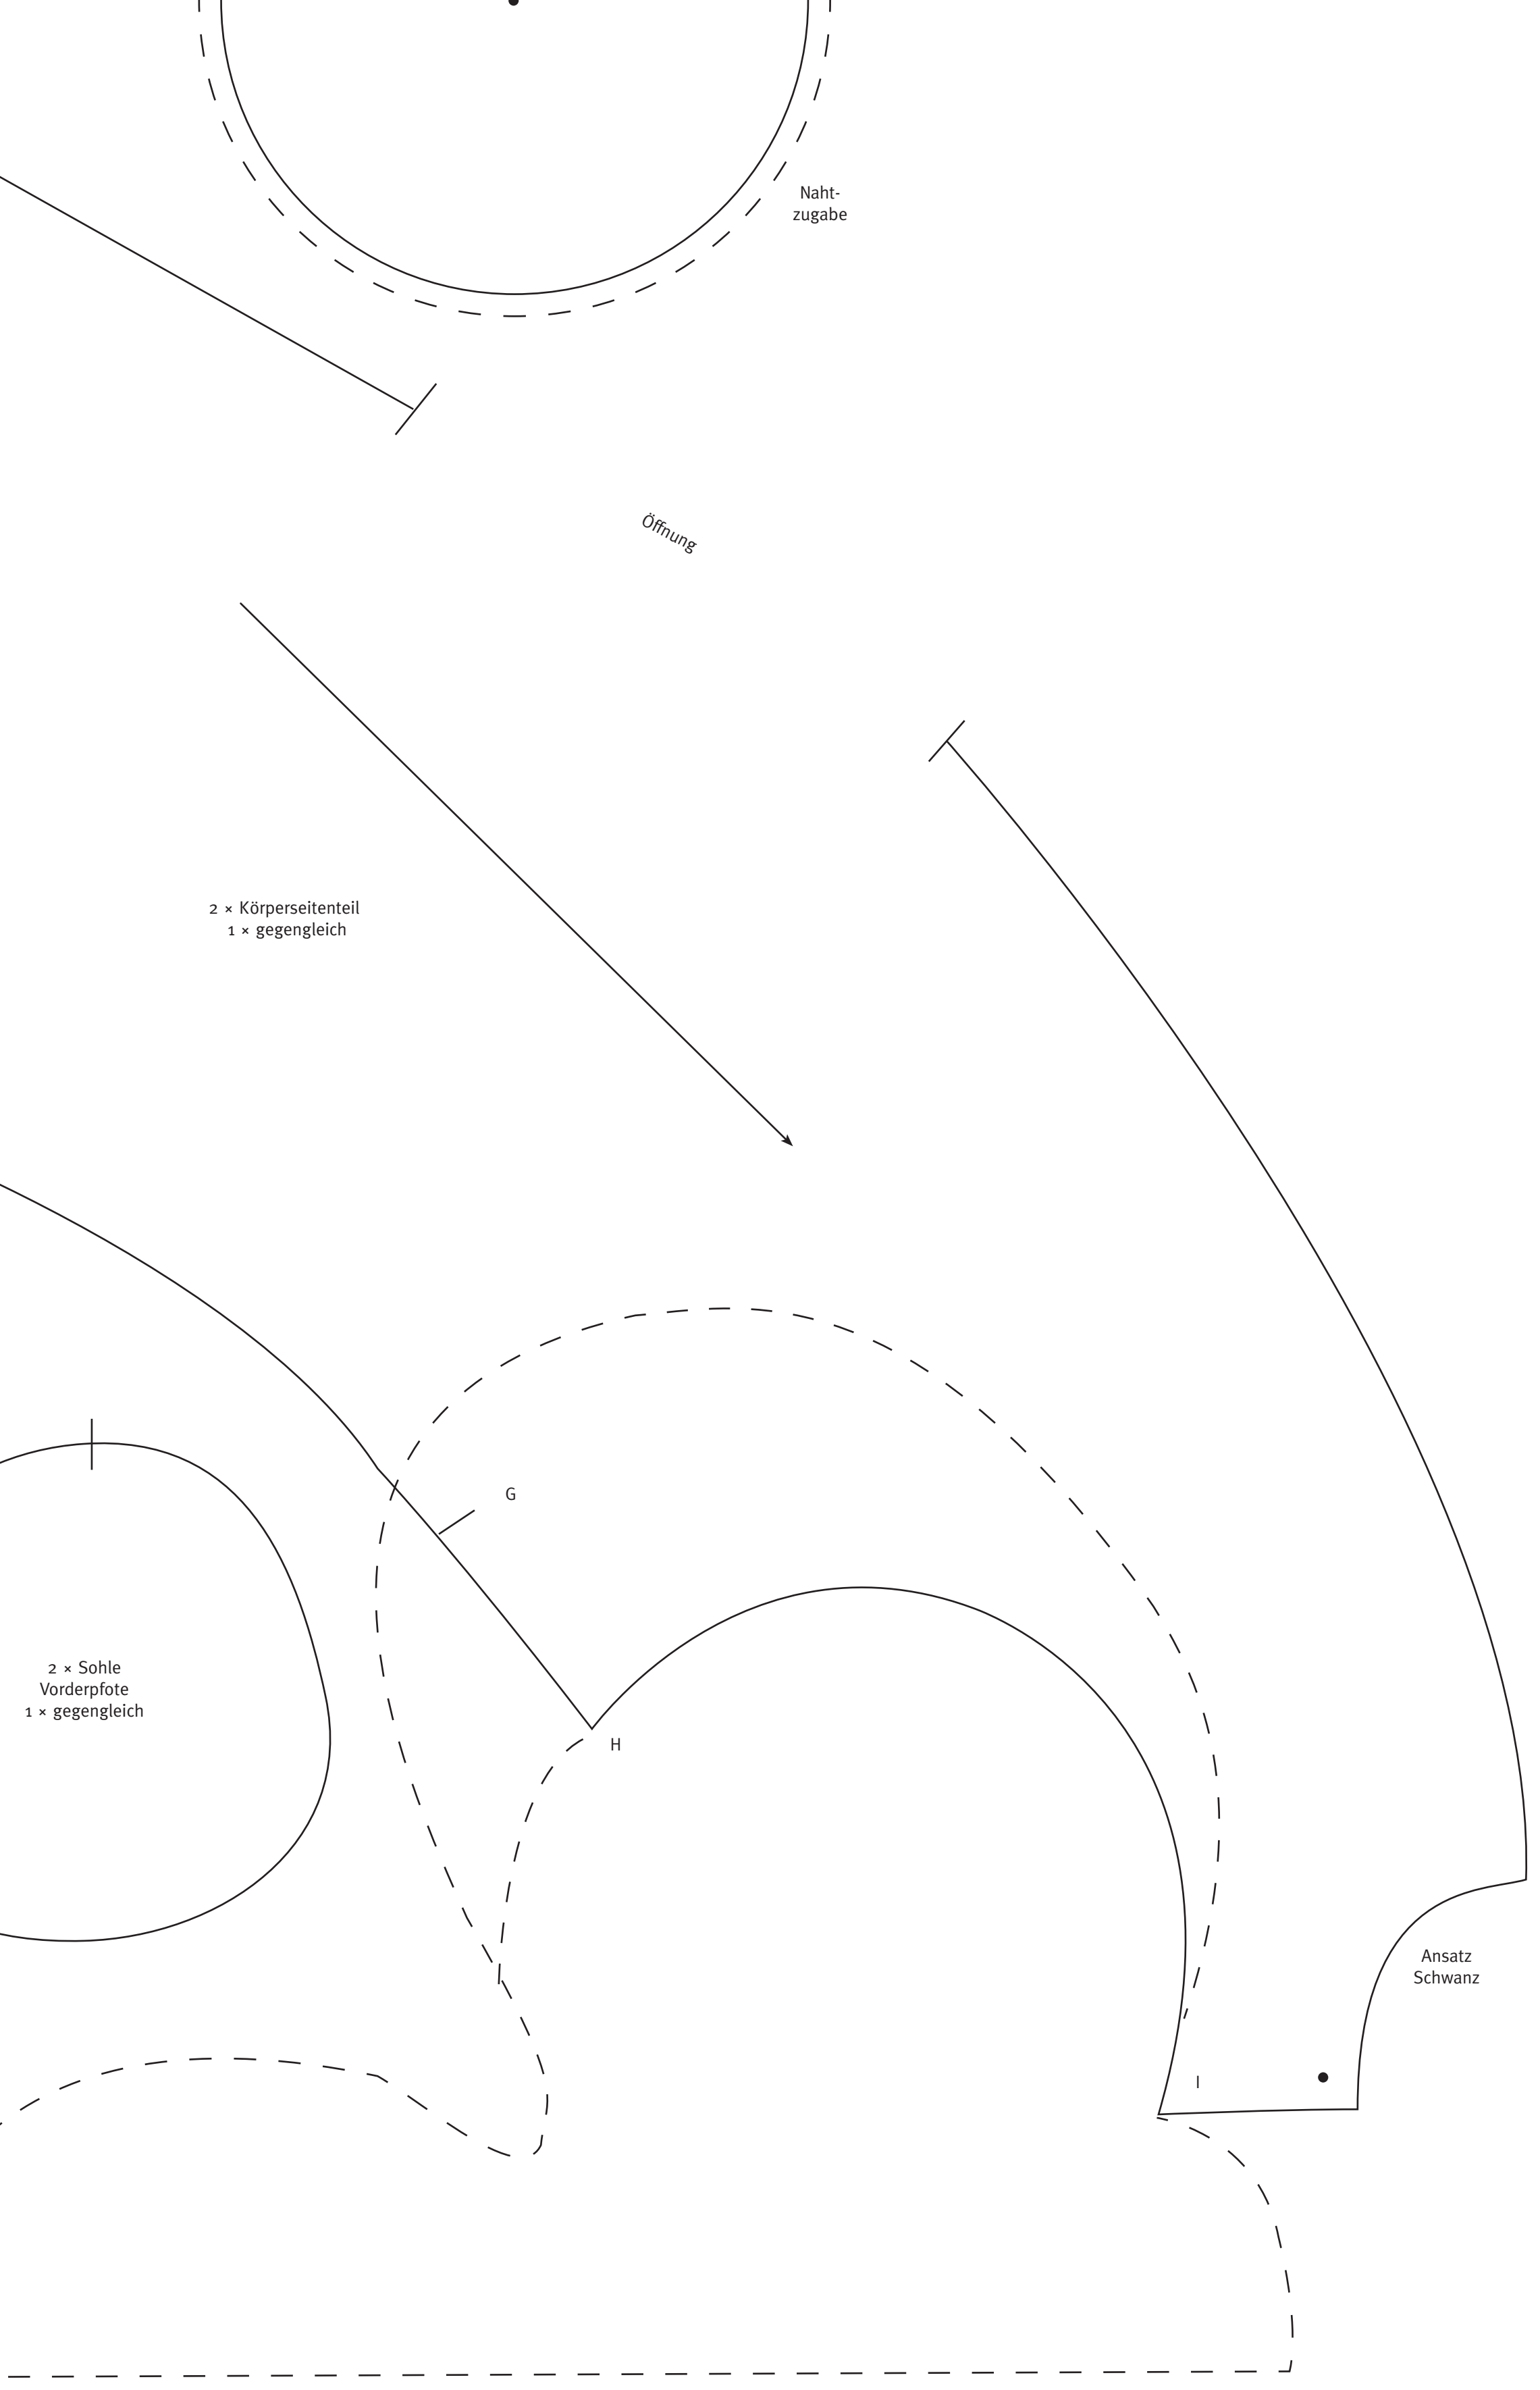 Naht-
zugabe
Öffnung
2 × Körperseitenteil
1 × gegengleich
G
2 × Sohle
Vorderpfote
1 × gegengleich
H
Ansatz
Schwanz
I